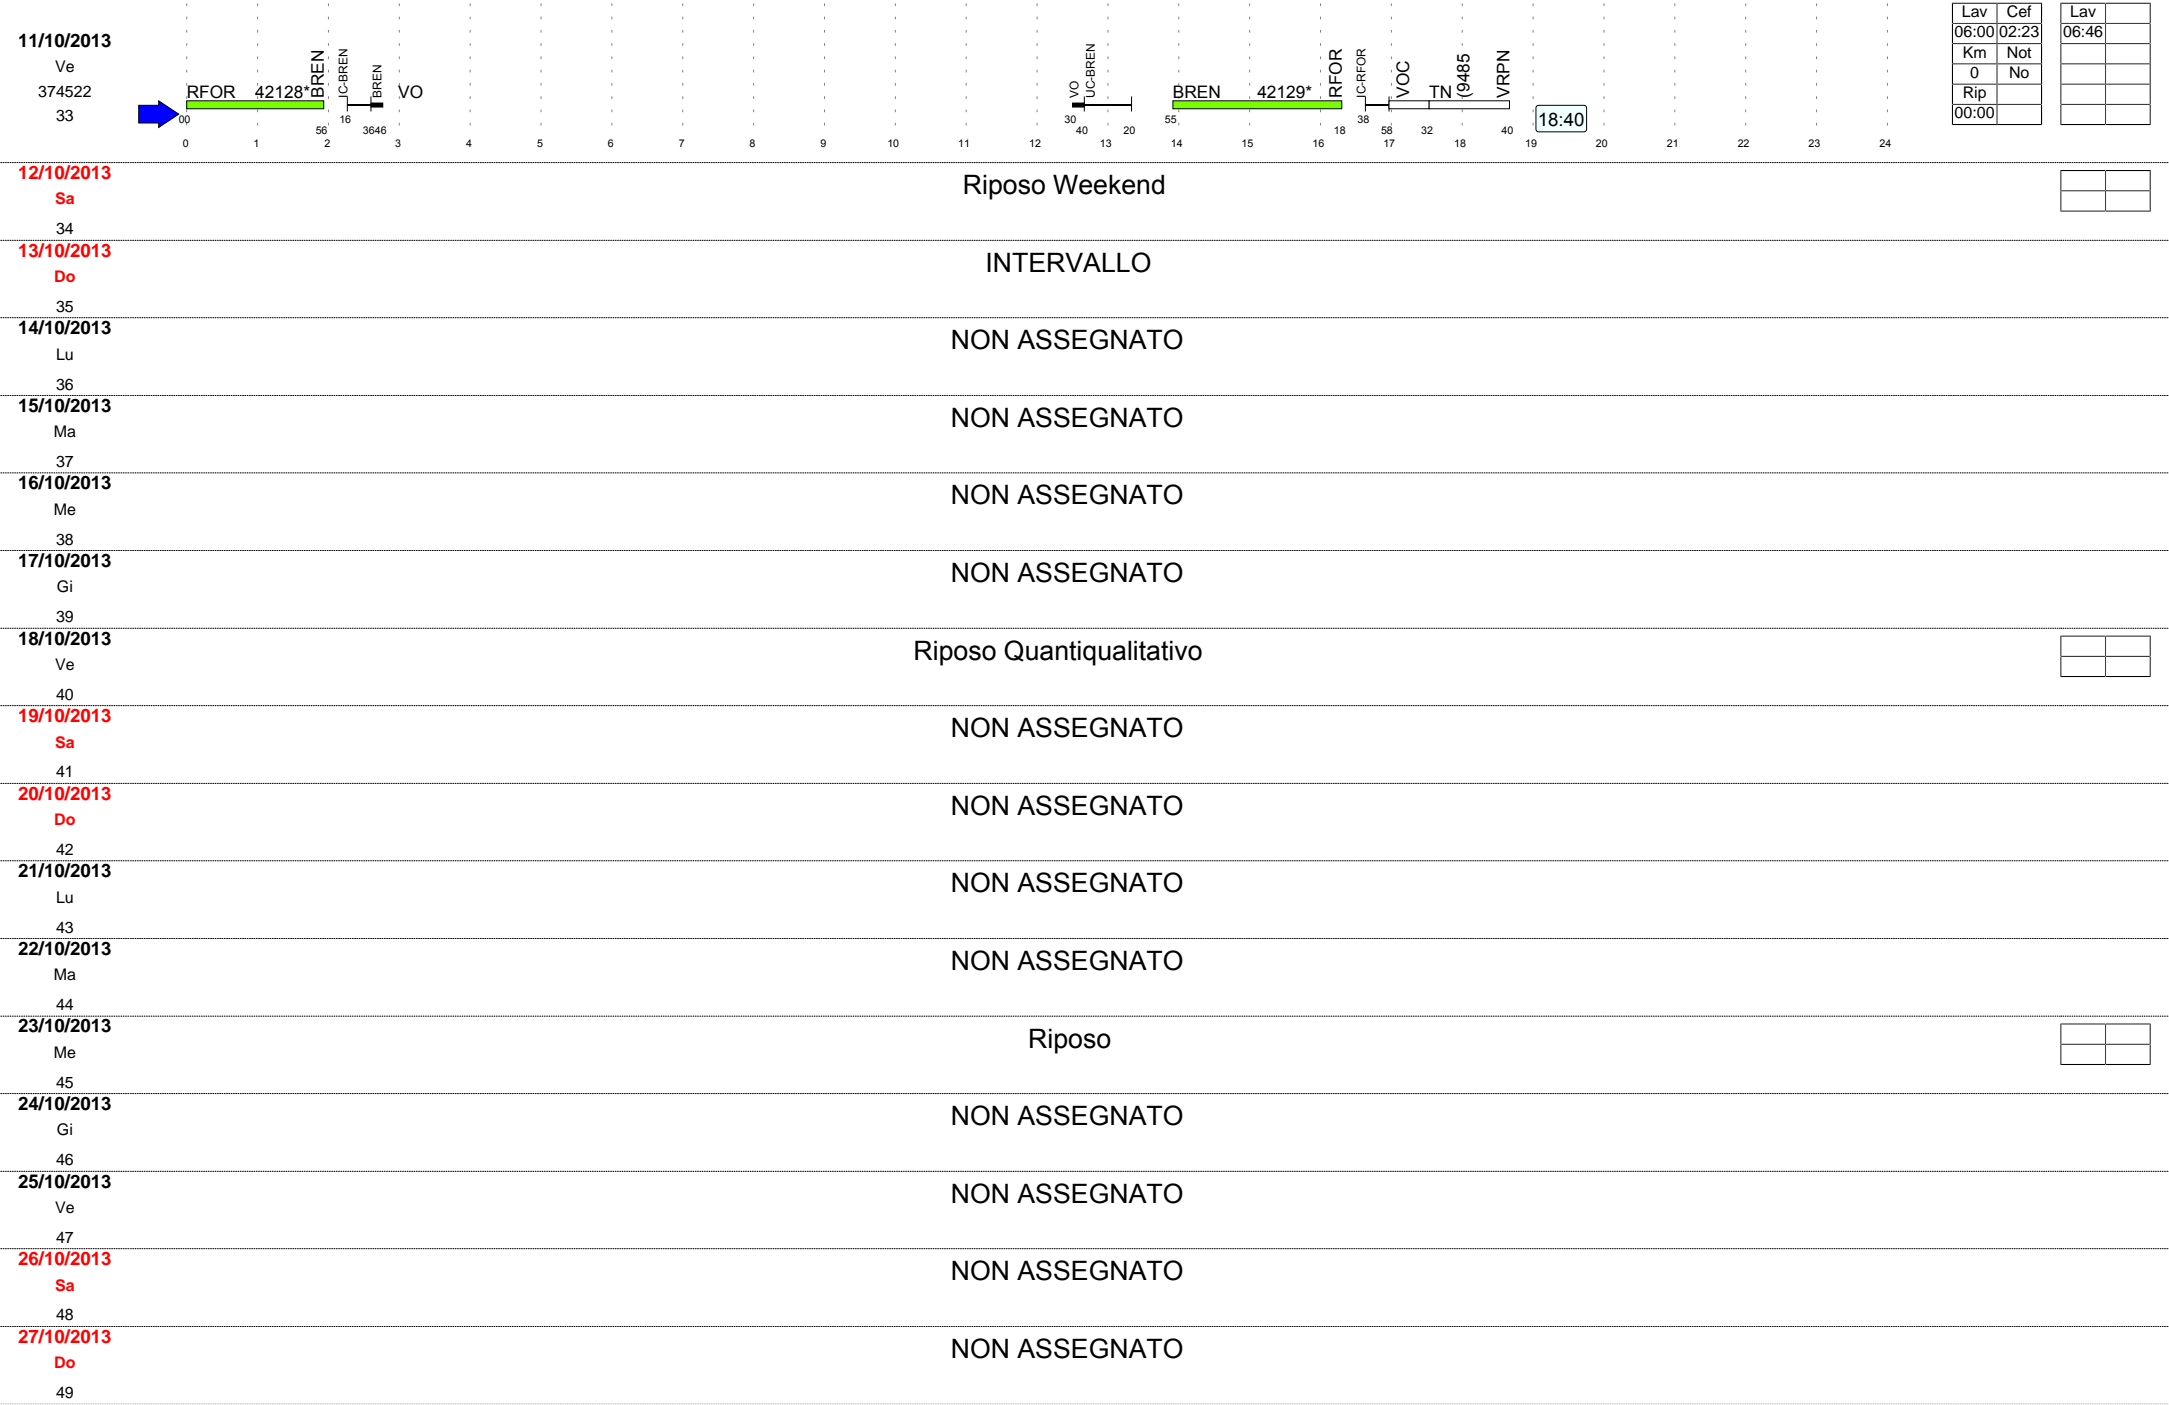 11/10/2013
Ve
374522
33
RFOR 42128* BREN IC-BREN BREN VO
00 56 16 3646
VO UC-BREN BREN 42129* RFOR IC-RFOR VOC TN (9485 VRPN
30 40 20 55 18 38 58 32 40
18:40
0 1 2 3 4 5 6 7 8 9 10 11 12 13 14 15 16 17 18 19 20 21 22 23 24
Lav Cef
06:00 02:23
Km Not
0 No
Rip
00:00
Lav
06:46
12/10/2013
Sa
34
Riposo Weekend
13/10/2013
Do
35
INTERVALLO
14/10/2013
Lu
36
NON ASSEGNATO
15/10/2013
Ma
37
NON ASSEGNATO
16/10/2013
Me
38
NON ASSEGNATO
17/10/2013
Gi
39
NON ASSEGNATO
18/10/2013
Ve
40
Riposo Quantiqualitativo
19/10/2013
Sa
41
NON ASSEGNATO
20/10/2013
Do
42
NON ASSEGNATO
21/10/2013
Lu
43
NON ASSEGNATO
22/10/2013
Ma
44
NON ASSEGNATO
23/10/2013
Me
45
Riposo
24/10/2013
Gi
46
NON ASSEGNATO
25/10/2013
Ve
47
NON ASSEGNATO
26/10/2013
Sa
48
NON ASSEGNATO
27/10/2013
Do
49
NON ASSEGNATO